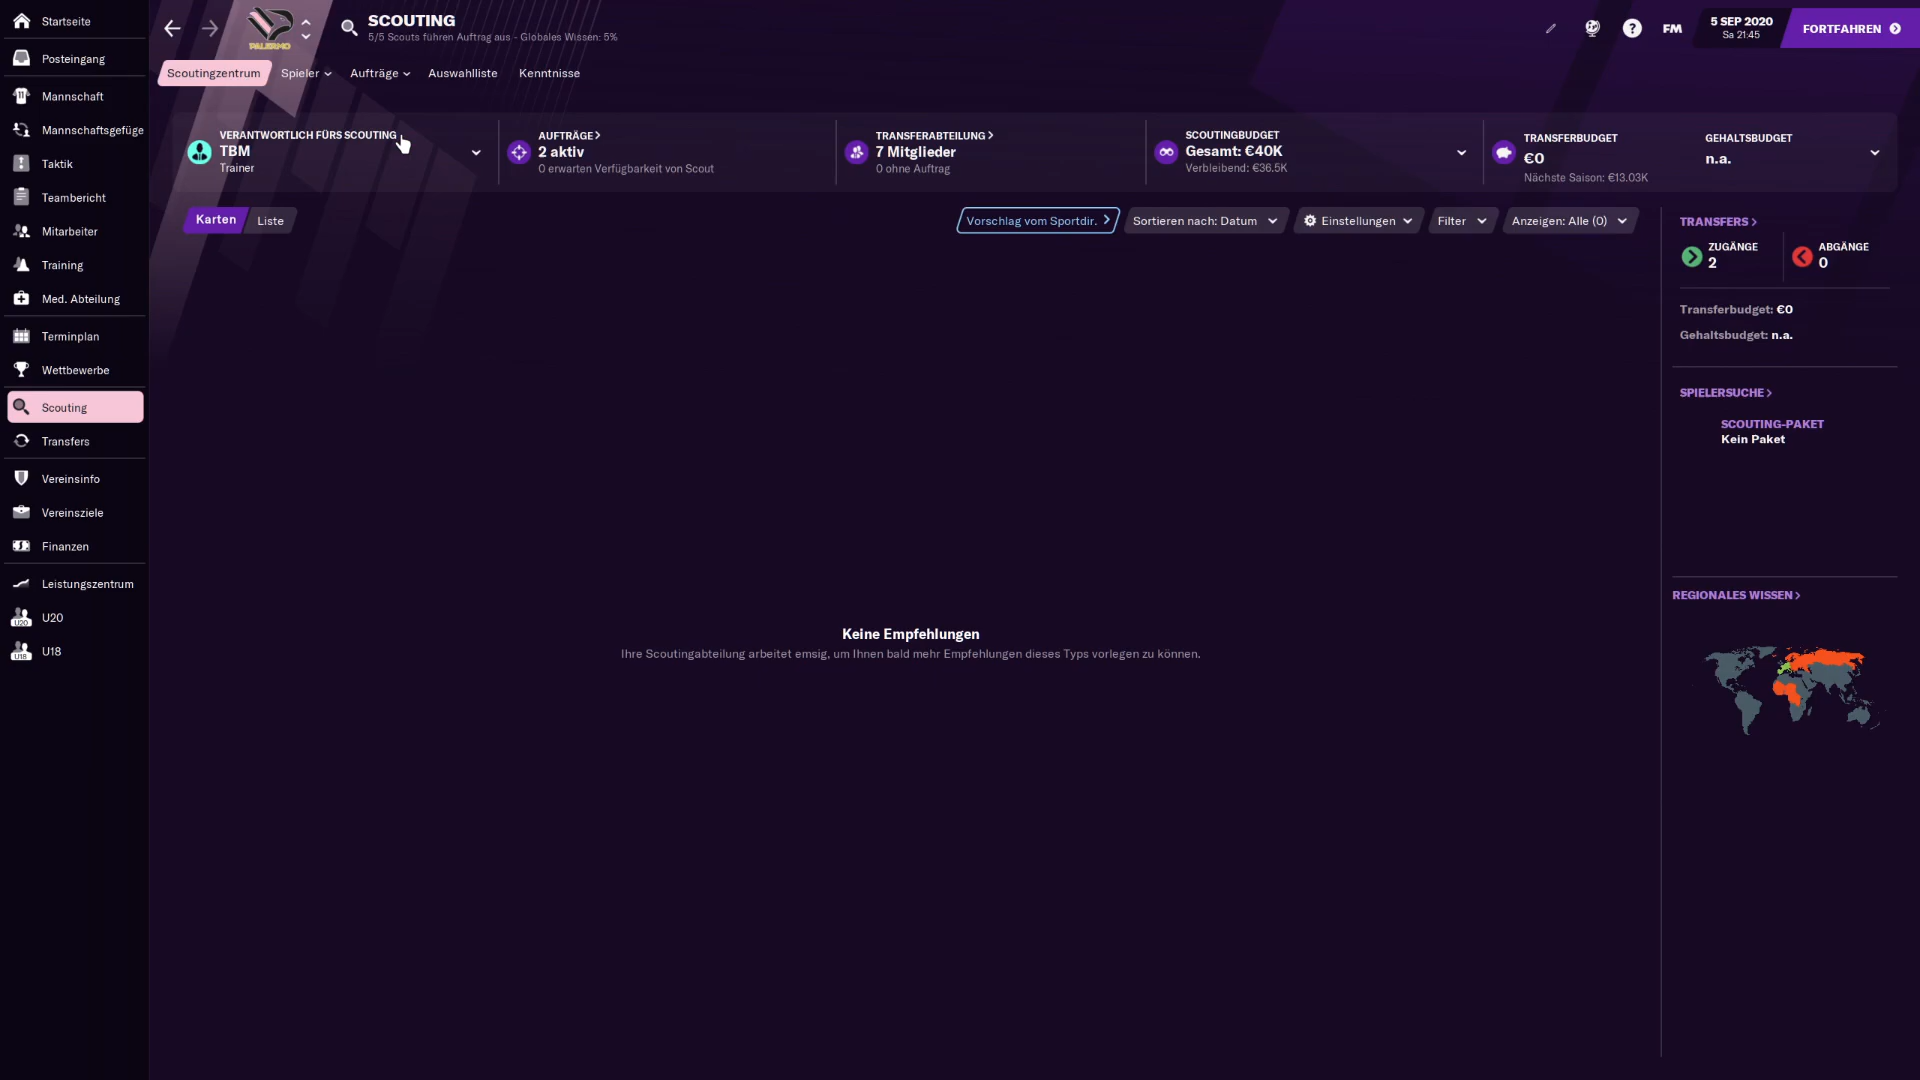 Startseite
Posteingang
Mannschaft
Mannschaftsgefüge
Taktik
Teambericht
Mitarbeiter
Training
Med. Abteilung
Terminplan
Wettbewerbe
Scouting
Transfers
Vereinsinfo
Vereinsziele
Finanzen
Leistungszentrum
U20
U20
U18
U18
PALERMO
SCOUTING
5/5 Scouts führen Auftrag aus - Globales Wissen: 5%
FM
5 SEP 2020
Sa 21:45
FORTFAHREN
Scoutingzentrum
Spieler
Aufträge
Auswahlliste
Kenntnisse
VERANTWORTLICH FÜRS SCOUTING
TBM
Trainer
AUFTRÄGE
2 aktiv
0 erwarten Verfügbarkeit von Scout
TRANSFERABTEILUNG
7 Mitglieder
0 ohne Auftrag
SCOUTINGBUDGET
Gesamt: €40K
Verbleibend: €36.5K
TRANSFERBUDGET
€0
Nächste Saison: €13.03K
GEHALTSBUDGET
n.a.
Karten
Liste
Vorschlag vom Sportdir.
Sortieren nach: Datum
Einstellungen
Filter
Anzeigen: Alle (0)
Keine Empfehlungen
Ihre Scoutingabteilung arbeitet emsig, um Ihnen bald mehr Empfehlungen dieses Typs vorlegen zu können.
TRANSFERS
ZUGÄNGE
2
ABGÄNGE
0
Transferbudget: €0
Gehaltsbudget: n.a.
SPIELERSUCHE
SCOUTING-PAKET
Kein Paket
REGIONALES WISSEN